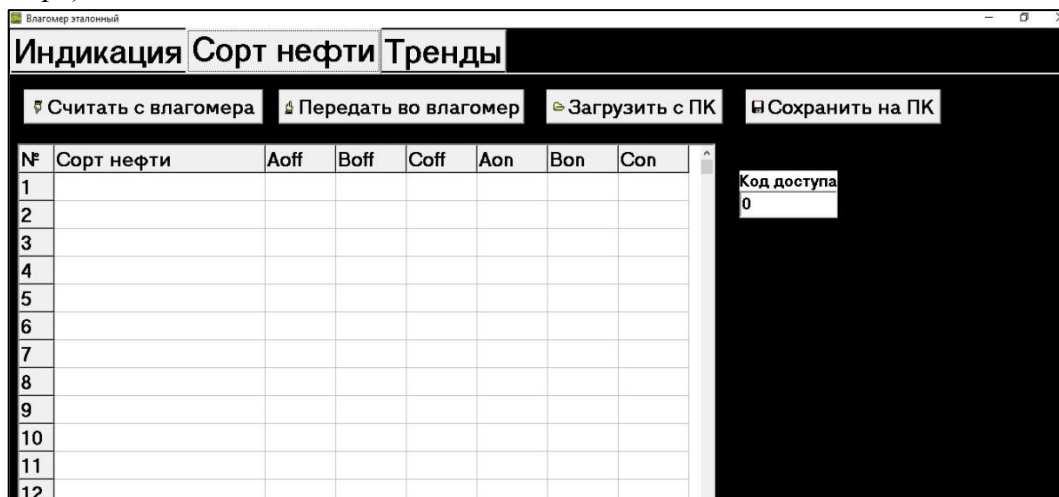 Влагомер эталонный
Индикация Сорт нефти Тренды
Считать с влагомера Передать во влагомер Загрузить с ПК Сохранить на ПК
№ Сорт нефти Aoff Boff Coff Aon Bon Con
Код доступа
1
0
2
3
4
5
6
7
8
9
10
11
12